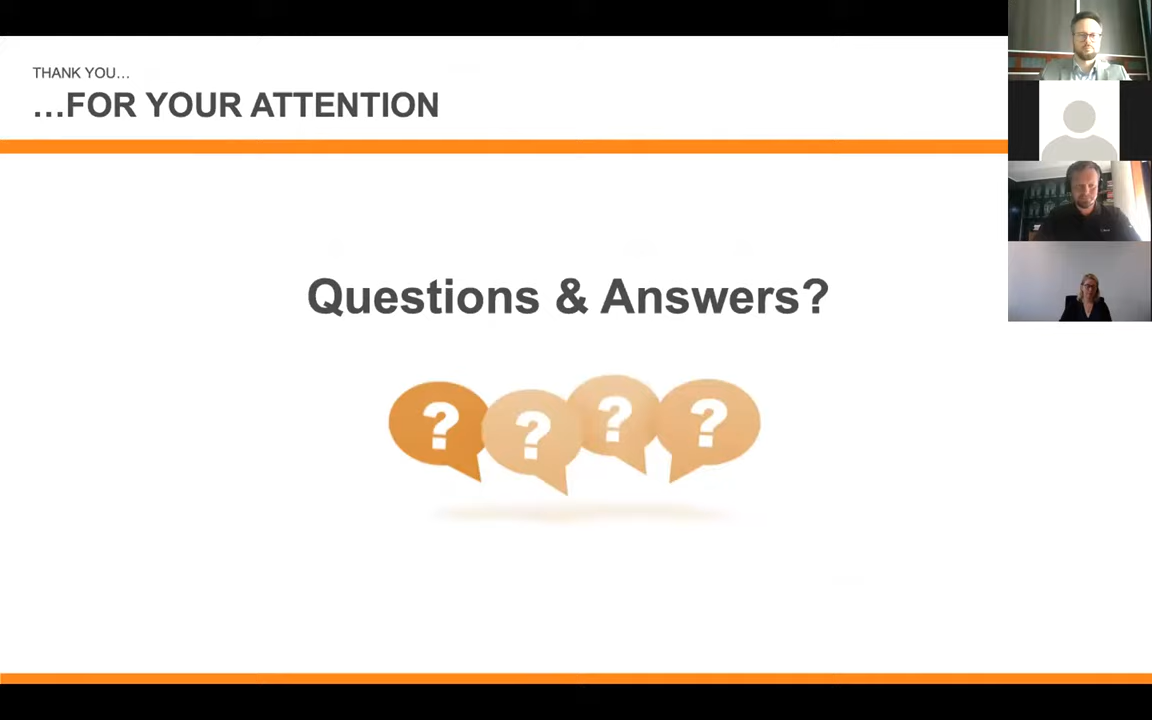 THANK YOU...
...FOR YOUR ATTENTION
Questions & Answers?
? ? ? ?